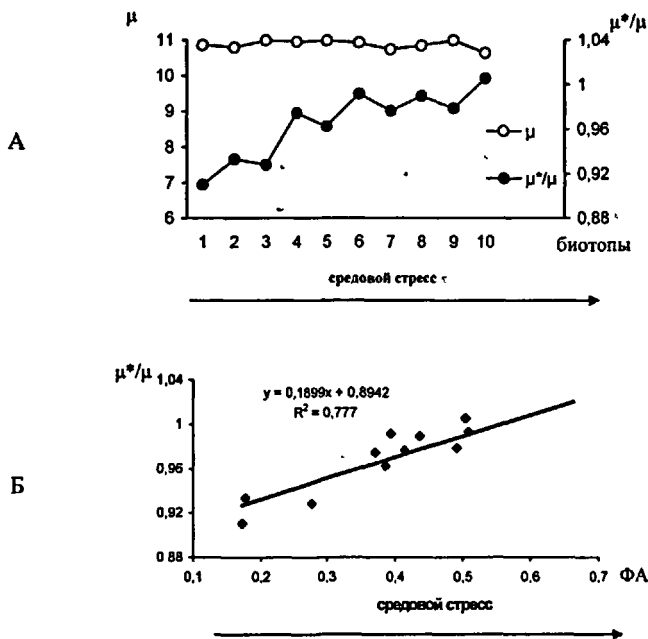 μ
μ*/μ
А
11
10
9
8
7
6
1,04
1
0,96
0,92
0,88
μ
μ*/μ
1 2 3 4 5 6 7 8 9 10
биотопы
средовой стресс
Б
μ*/μ
1,04
1
0,96
0,92
0 88
y = 0,1899x + 0,8942
R² = 0,777
0,1 0,2 0,3 0,4 0,5 0,6 0,7 ФА
средовой стресс